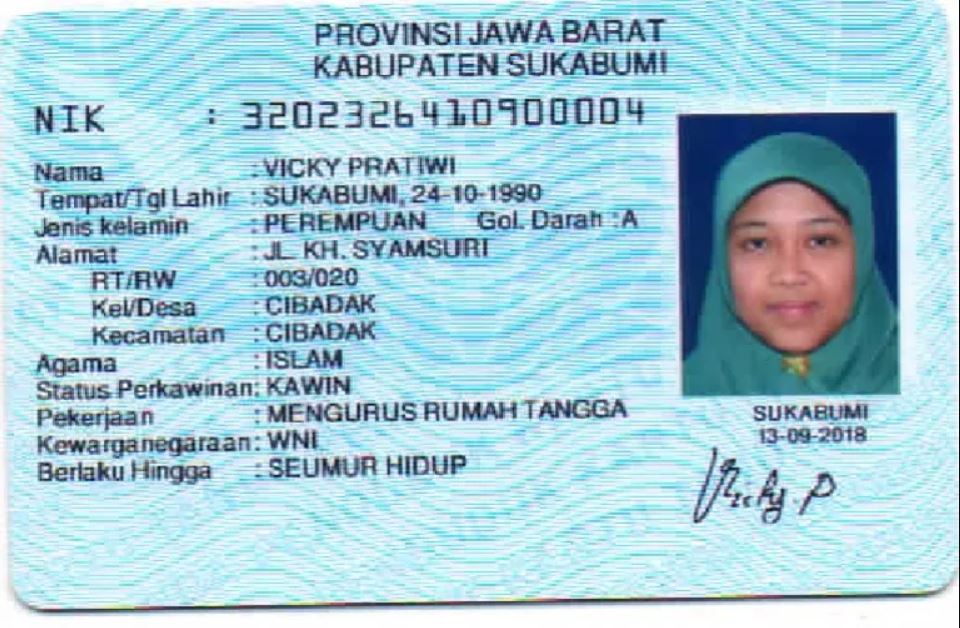 PROVINSI JAWA BARAT
KABUPATEN SUKABUMI
NIK : 3202326410900004
Nama : VICKY PRATIWI
Tempat/Tgl Lahir : SUKABUMI, 24-10-1990
Jenis kelamin : PEREMPUAN Gol. Darah : A
Alamat : JL. KH. SYAMSURI
RT/RW : 003/020
Kel/Desa : CIBADAK
Kecamatan : CIBADAK
Agama : ISLAM
Status Perkawinan: KAWIN
Pekerjaan : MENGURUS RUMAH TANGGA
Kewarganegaraan: WNI
Berlaku Hingga : SEUMUR HIDUP
SUKABUMI
13-09-2018
Vicky. P